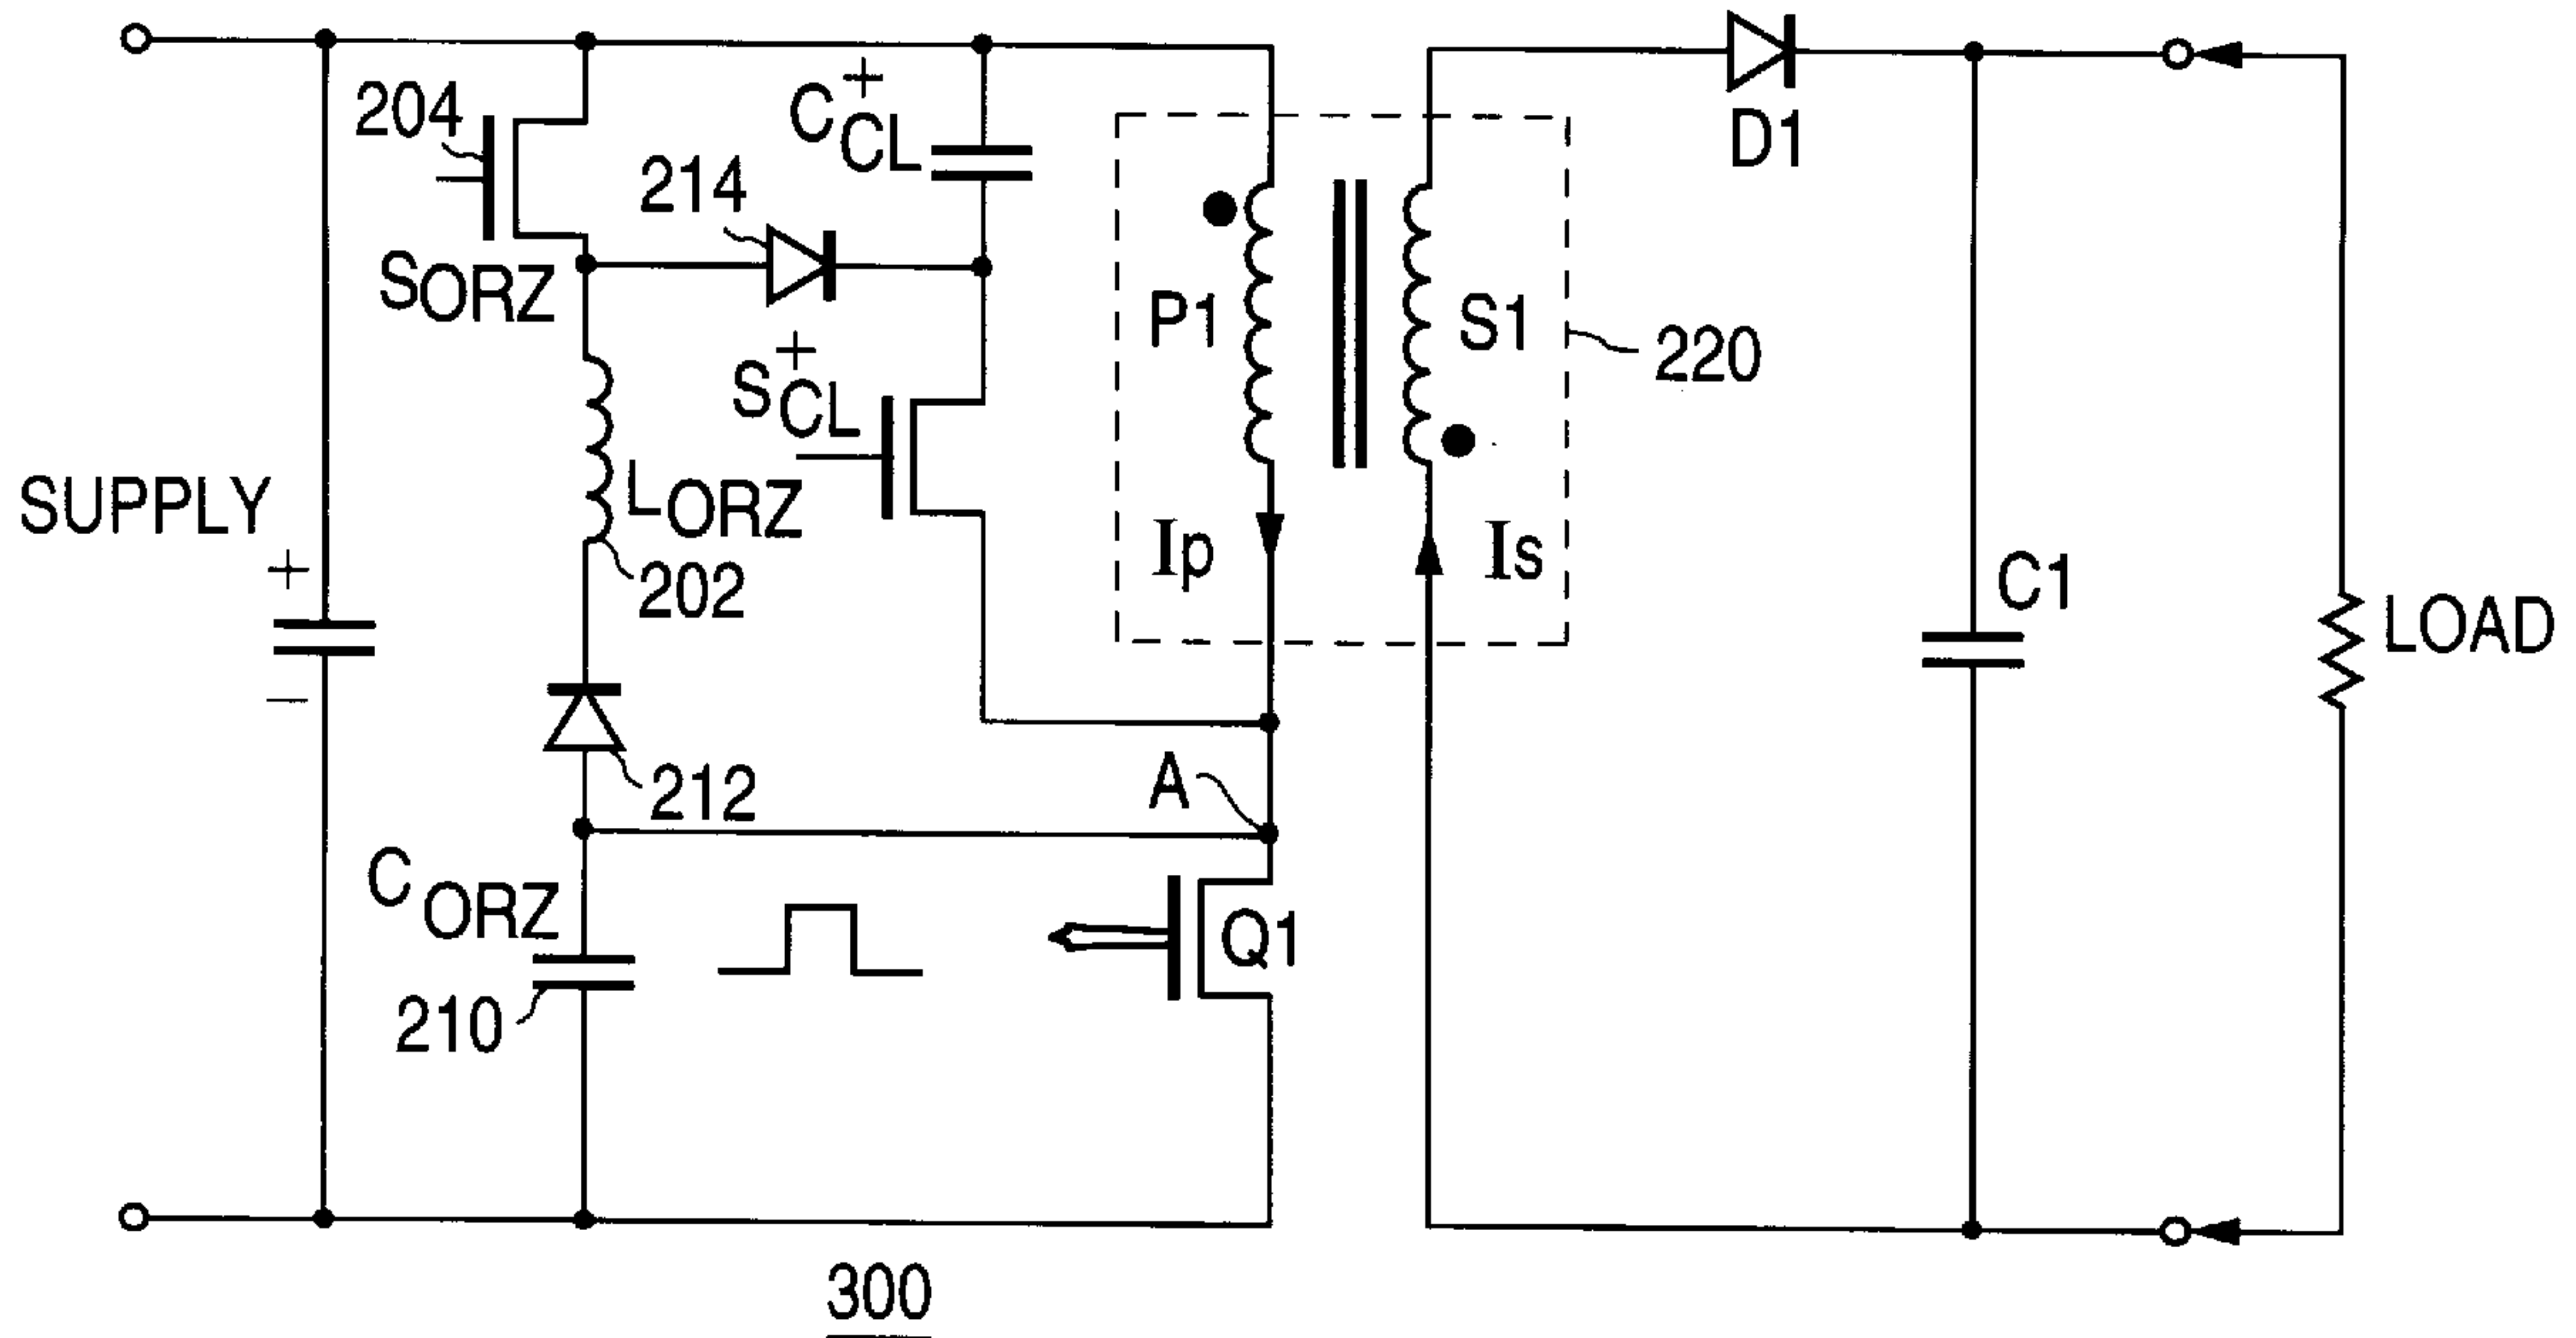 204
C+CL
214
D1
SORZ
P1
S1
220
S+CL
SUPPLY
LORZ
+
Ip
Is
202
C1
LOAD
−
A
212
CORZ
Q1
210
300